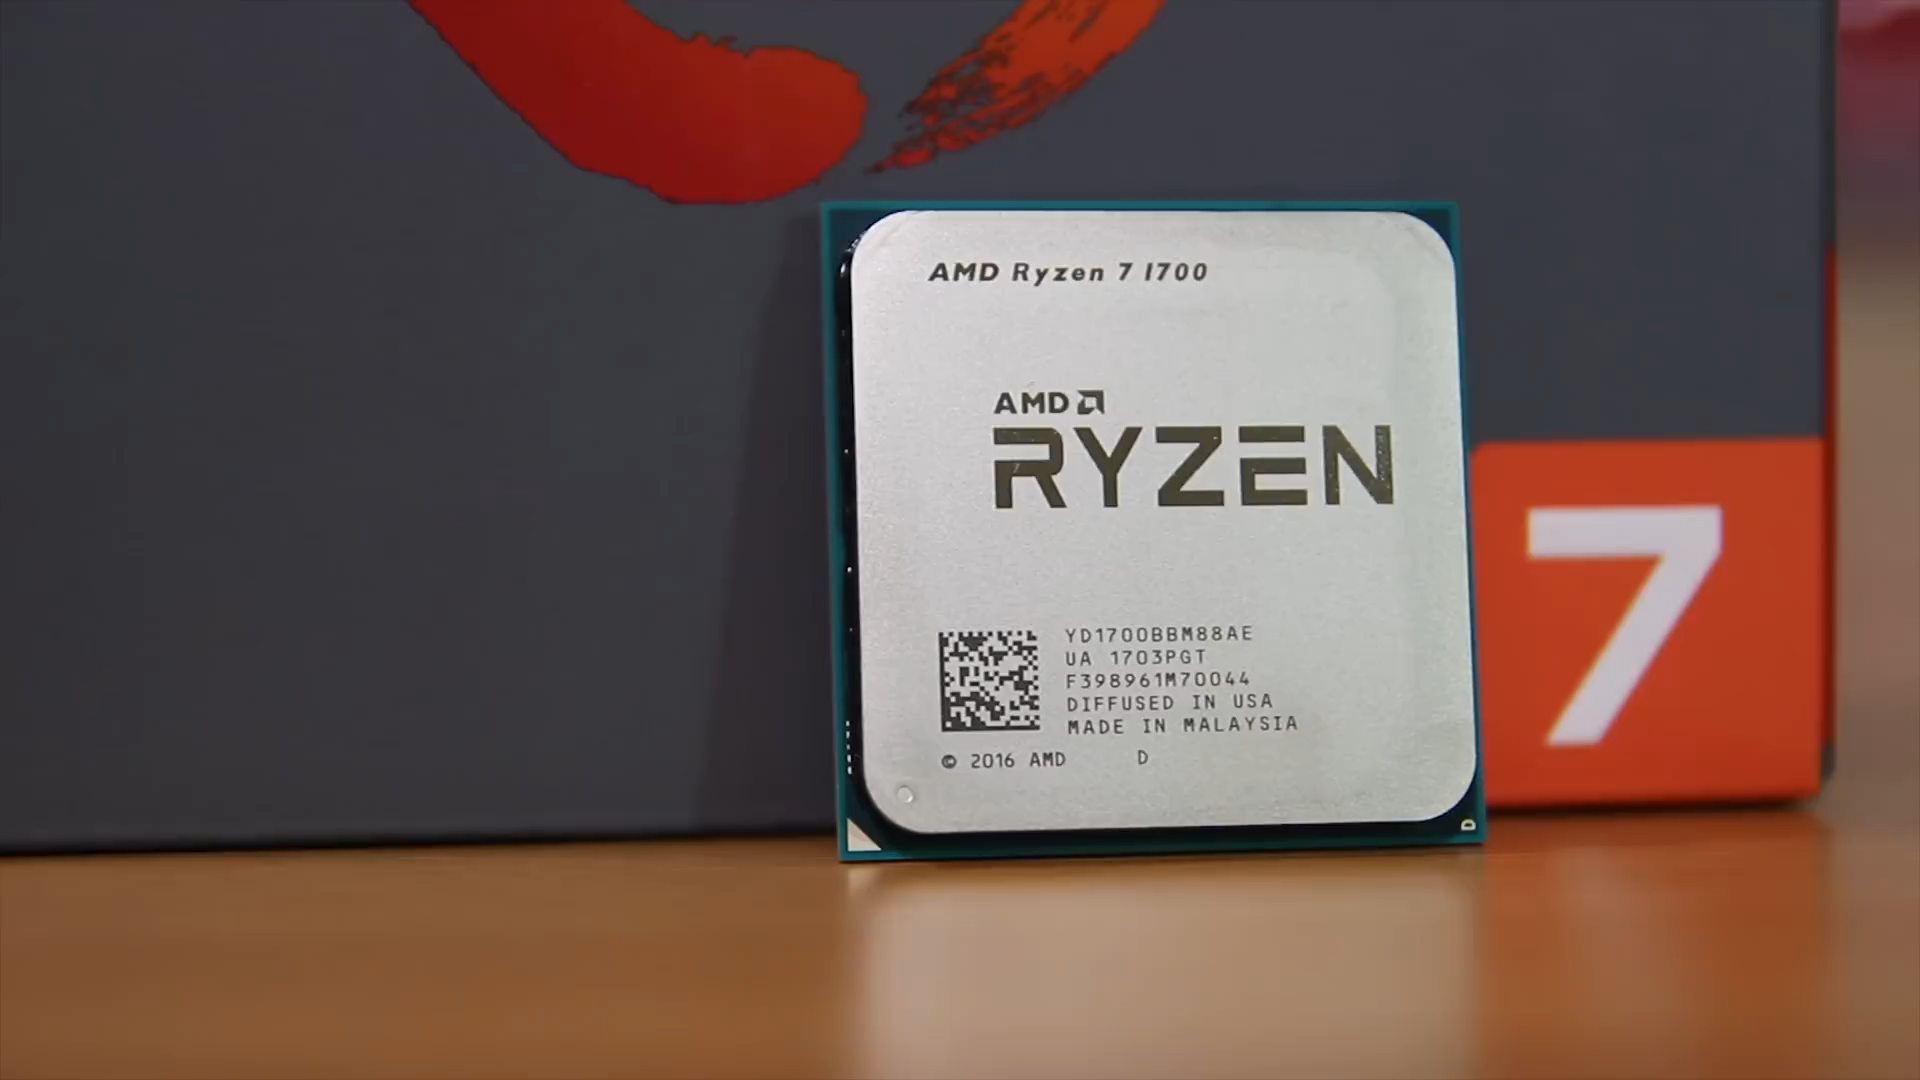 AMD Ryzen 7 1700
AMD
RYZEN
YD1700BBM88AE
UA 1703PGT
F398961M70044
DIFFUSED IN USA
MADE IN MALAYSIA
© 2016 AMD D
D
7